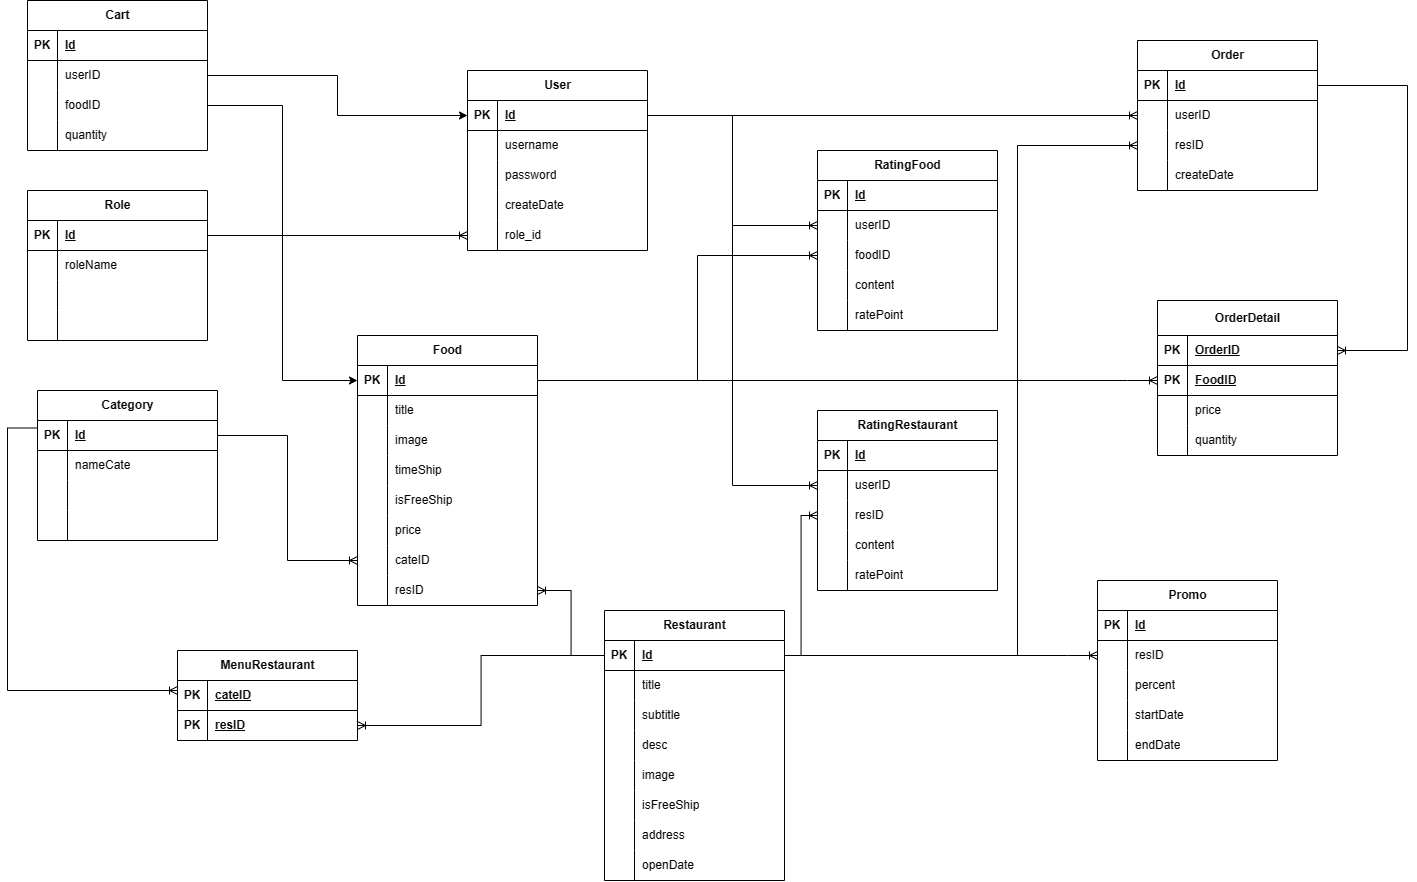 Cart
PK Id
userID
foodID
quantity
Role
PK Id
roleName
Category
PK Id
nameCate
MenuRestaurant
PK cateID
PK resID
User
PK Id
username
password
createDate
role_id
Food
PK Id
title
image
timeShip
isFreeShip
price
cateID
resID
Restaurant
PK Id
title
subtitle
desc
image
isFreeShip
address
openDate
RatingFood
PK Id
userID
foodID
content
ratePoint
RatingRestaurant
PK Id
userID
resID
content
ratePoint
Order
PK Id
userID
resID
createDate
OrderDetail
PK OrderID
PK FoodID
price
quantity
Promo
PK Id
resID
percent
startDate
endDate